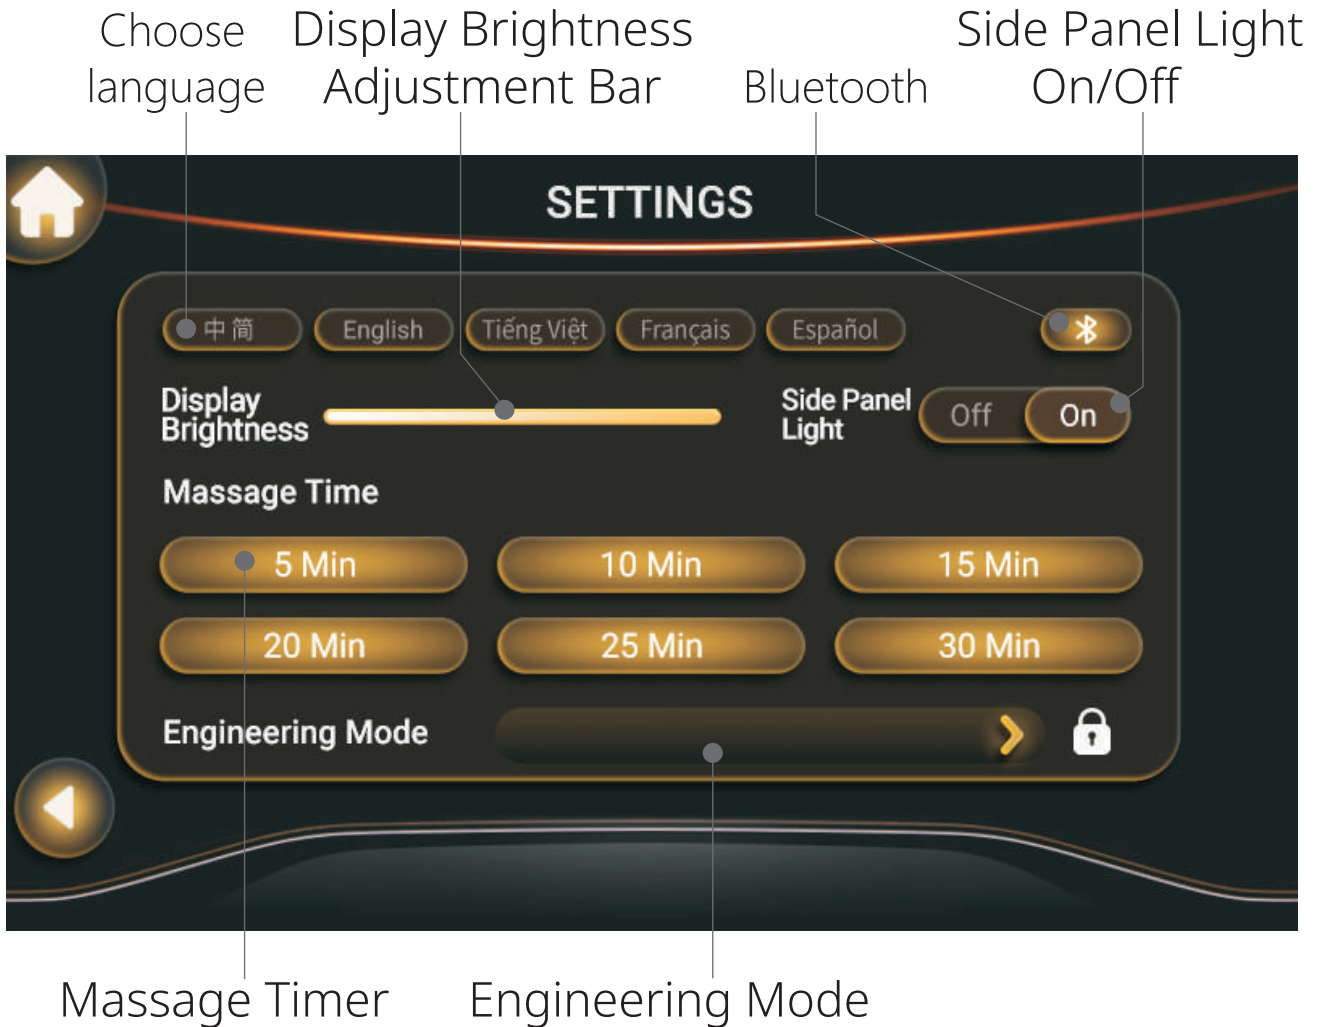 Choose
language
Display Brightness
Adjustment Bar
Bluetooth
Side Panel Light
On/Off
SETTINGS
中简
English
Tiếng Việt
Français
Español
Display
Brightness
Side Panel
Light
Off
On
Massage Time
5 Min
10 Min
15 Min
20 Min
25 Min
30 Min
Engineering Mode
Massage Timer
Engineering Mode